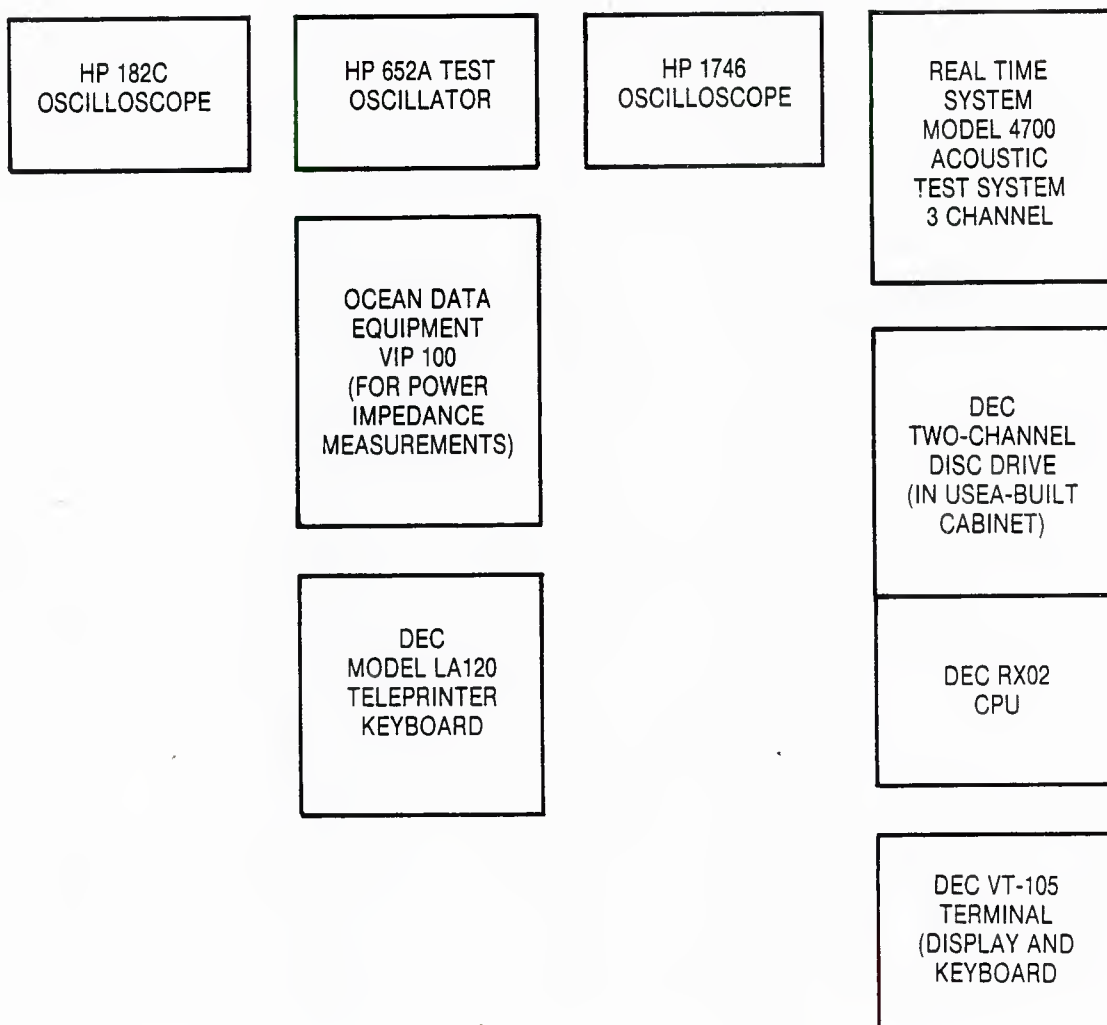 HP 182C
OSCILLOSCOPE
HP 652A TEST
OSCILLATOR
HP 1746
OSCILLOSCOPE
REAL TIME
SYSTEM
MODEL 4700
ACOUSTIC
TEST SYSTEM
3 CHANNEL
OCEAN DATA
EQUIPMENT
VIP 100
(FOR POWER
IMPEDANCE
MEASUREMENTS)
DEC
TWO-CHANNEL
DISC DRIVE
(IN USEA-BUILT
CABINET)
DEC
MODEL LA120
TELEPRINTER
KEYBOARD
DEC RX02
CPU
DEC VT-105
TERMINAL
(DISPLAY AND
KEYBOARD